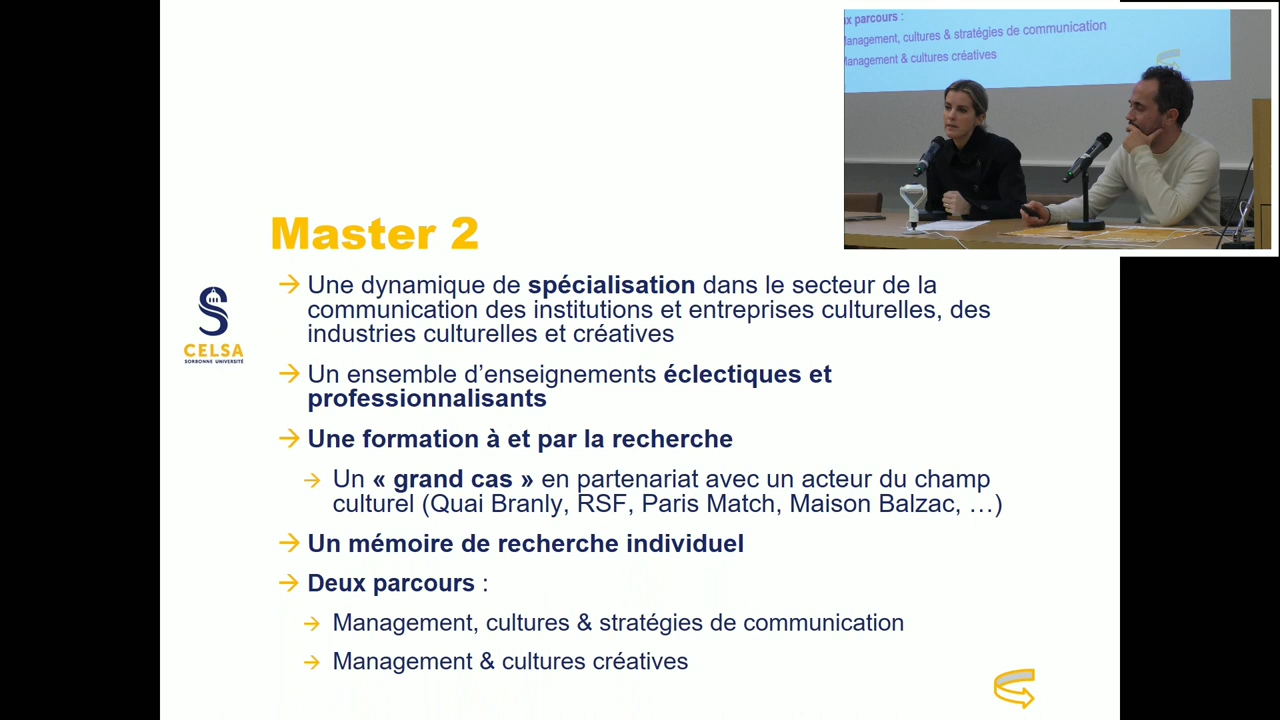 ux parcours :
Management, cultures & stratégies de communication
Management & cultures créatives
Master 2
→ Une dynamique de spécialisation dans le secteur de la
communication des institutions et entreprises culturelles, des
industries culturelles et créatives
→ Un ensemble d’enseignements éclectiques et
professionnalisants
→ Une formation à et par la recherche
→ Un « grand cas » en partenariat avec un acteur du champ
culturel (Quai Branly, RSF, Paris Match, Maison Balzac, …)
→ Un mémoire de recherche individuel
→ Deux parcours :
→ Management, cultures & stratégies de communication
→ Management & cultures créatives
CELSA
SORBONNE UNIVERSITÉ